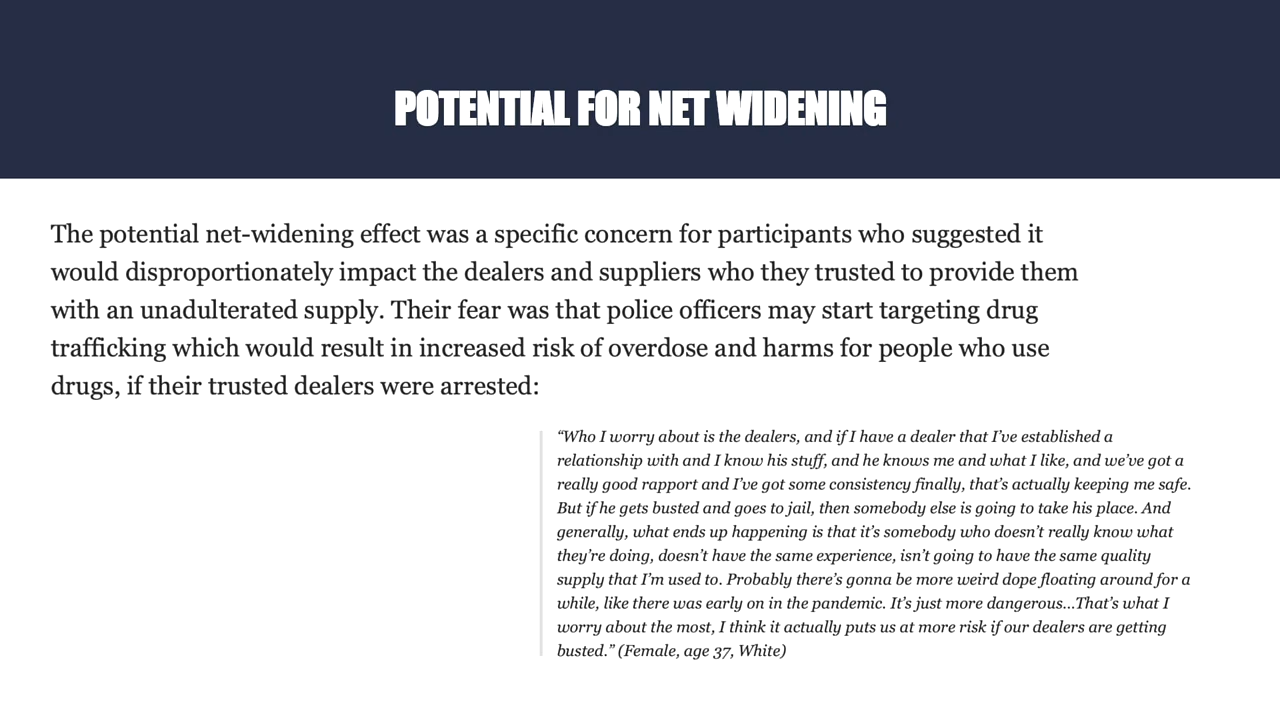 POTENTIAL FOR NET WIDENING
The potential net-widening effect was a specific concern for participants who suggested it
would disproportionately impact the dealers and suppliers who they trusted to provide them
with an unadulterated supply. Their fear was that police officers may start targeting drug
trafficking which would result in increased risk of overdose and harms for people who use
drugs, if their trusted dealers were arrested:
“Who I worry about is the dealers, and if I have a dealer that I’ve established a
relationship with and I know his stuff, and he knows me and what I like, and we’ve got a
really good rapport and I’ve got some consistency finally, that’s actually keeping me safe.
But if he gets busted and goes to jail, then somebody else is going to take his place. And
generally, what ends up happening is that it’s somebody who doesn’t really know what
they’re doing, doesn’t have the same experience, isn’t going to have the same quality
supply that I’m used to. Probably there’s gonna be more weird dope floating around for a
while, like there was early on in the pandemic. It’s just more dangerous…That’s what I
worry about the most, I think it actually puts us at more risk if our dealers are getting
busted.” (Female, age 37, White)